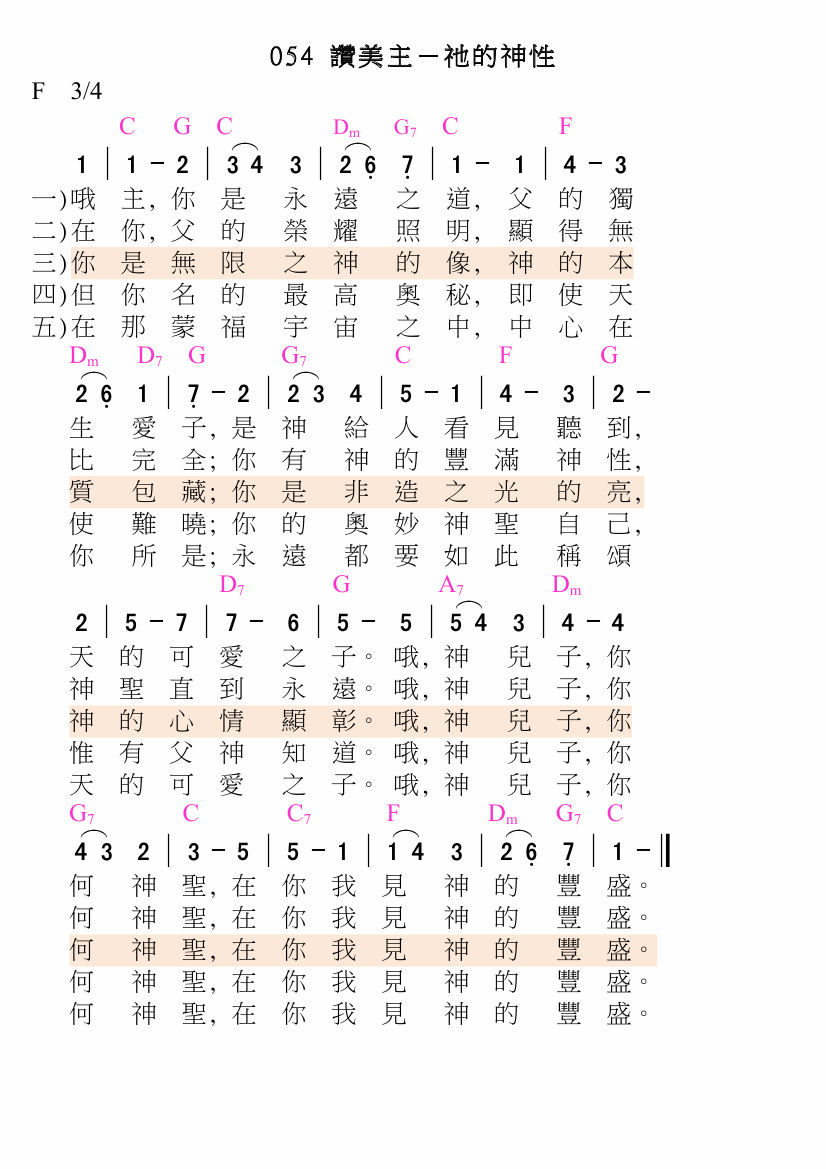 054 讚美主－祂的神性
F 3/4
C G C Dm G7 C F
1 | 1 - 2 | 3 4 3 | 2 6̣ 7̣ | 1 - 1 | 4 - 3
一)哦 主, 你 是 永 遠 之 道, 父 的 獨
二)在 你, 父 的 榮 耀 照 明, 顯 得 無
三)你 是 無 限 之 神 的 像, 神 的 本
四)但 你 名 的 最 高 奧 秘, 即 使 天
五)在 那 蒙 福 宇 宙 之 中, 中 心 在
Dm D7 G G7 C F G
2 6̣ 1 | 7̣ - 2 | 2 3 4 | 5 - 1 | 4 - 3 | 2 -
生 愛 子, 是 神 給 人 看 見 聽 到,
比 完 全; 你 有 神 的 豐 滿 神 性,
質 包 藏; 你 是 非 造 之 光 的 亮,
使 難 曉; 你 的 奧 妙 神 聖 自 己,
你 所 是; 永 遠 都 要 如 此 稱 頌
D7 G A7 Dm
2 | 5 - 7 | 7 - 6 | 5 - 5 | 5 4 3 | 4 - 4
天 的 可 愛 之 子。 哦, 神 兒 子, 你
神 聖 直 到 永 遠。 哦, 神 兒 子, 你
神 的 心 情 顯 彰。 哦, 神 兒 子, 你
惟 有 父 神 知 道。 哦, 神 兒 子, 你
天 的 可 愛 之 子。 哦, 神 兒 子, 你
G7 C C7 F Dm G7 C
4 3 2 | 3 - 5 | 5 - 1 | 1 4 3 | 2 6̣ 7̣ | 1 - ‖
何 神 聖, 在 你 我 見 神 的 豐 盛。
何 神 聖, 在 你 我 見 神 的 豐 盛。
何 神 聖, 在 你 我 見 神 的 豐 盛。
何 神 聖, 在 你 我 見 神 的 豐 盛。
何 神 聖, 在 你 我 見 神 的 豐 盛。